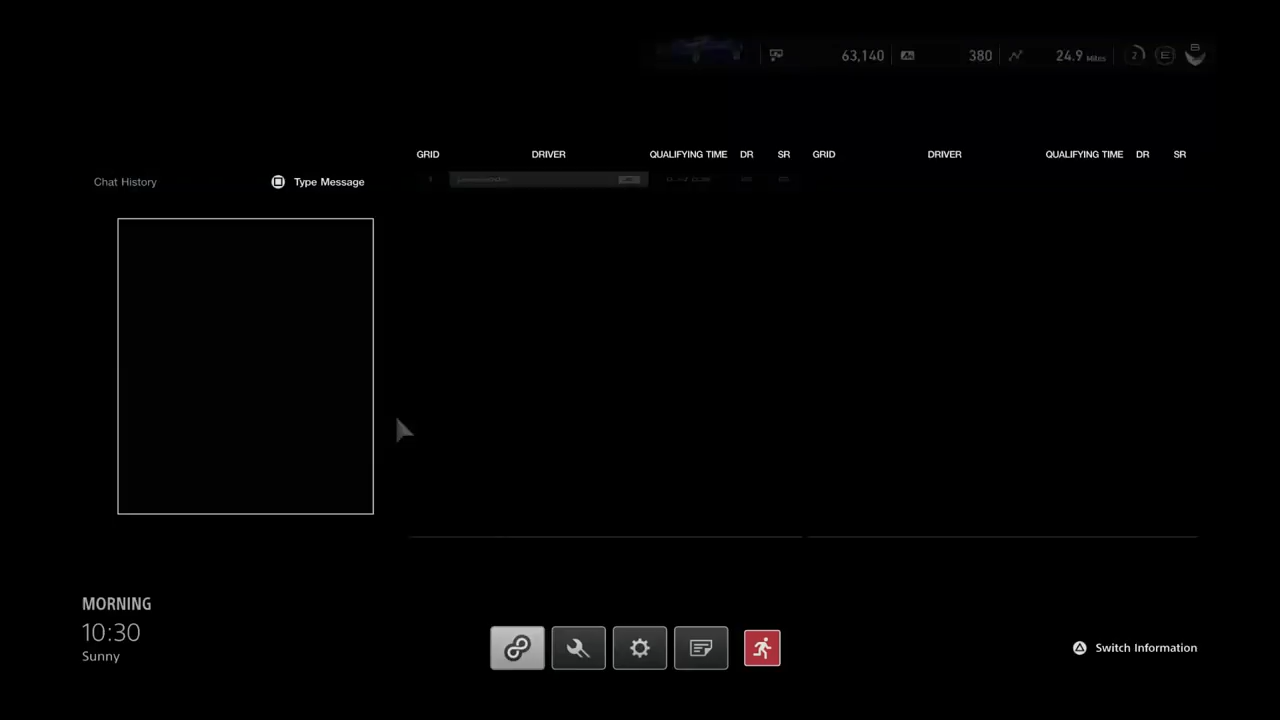 63,140 380 24.9 Miles 2 E B
GRID DRIVER QUALIFYING TIME DR SR GRID DRIVER QUALIFYING TIME DR SR
Chat History Type Message
MORNING
10:30
Sunny
Switch Information